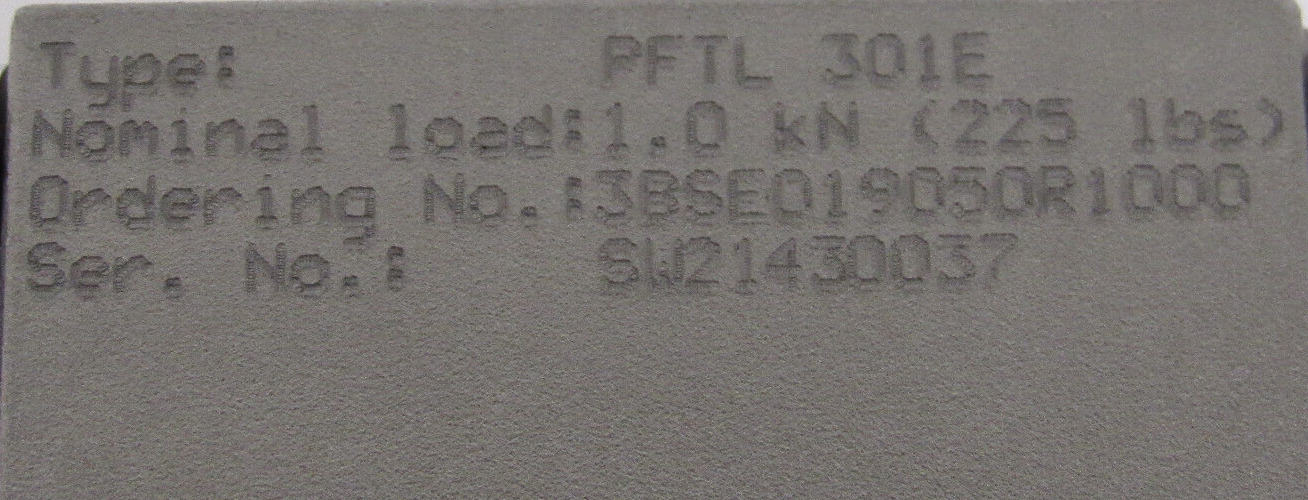 Type: PFTL 301E
Nominal load:1.0 kN (225 lbs)
Ordering No.:3BSE019050R1000
Ser. No.: SW21430037